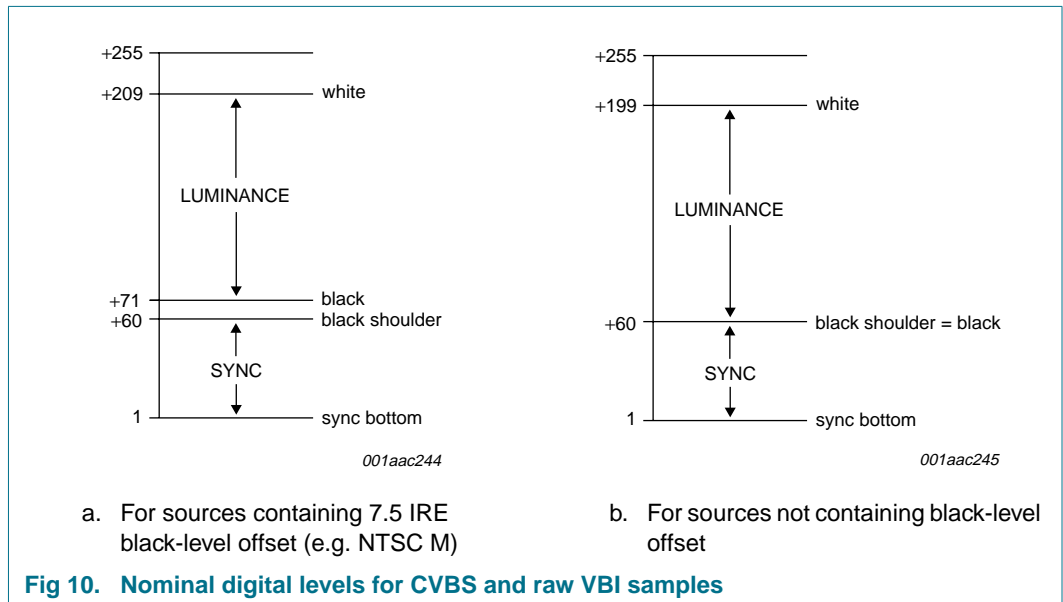 +255
+209
white
LUMINANCE
+71
black
+60
black shoulder
SYNC
1
sync bottom
001aac244
a. For sources containing 7.5 IRE
black-level offset (e.g. NTSC M)
+255
+199
white
LUMINANCE
+60
black shoulder = black
SYNC
1
sync bottom
001aac245
b. For sources not containing black-level
offset
Fig 10. Nominal digital levels for CVBS and raw VBI samples